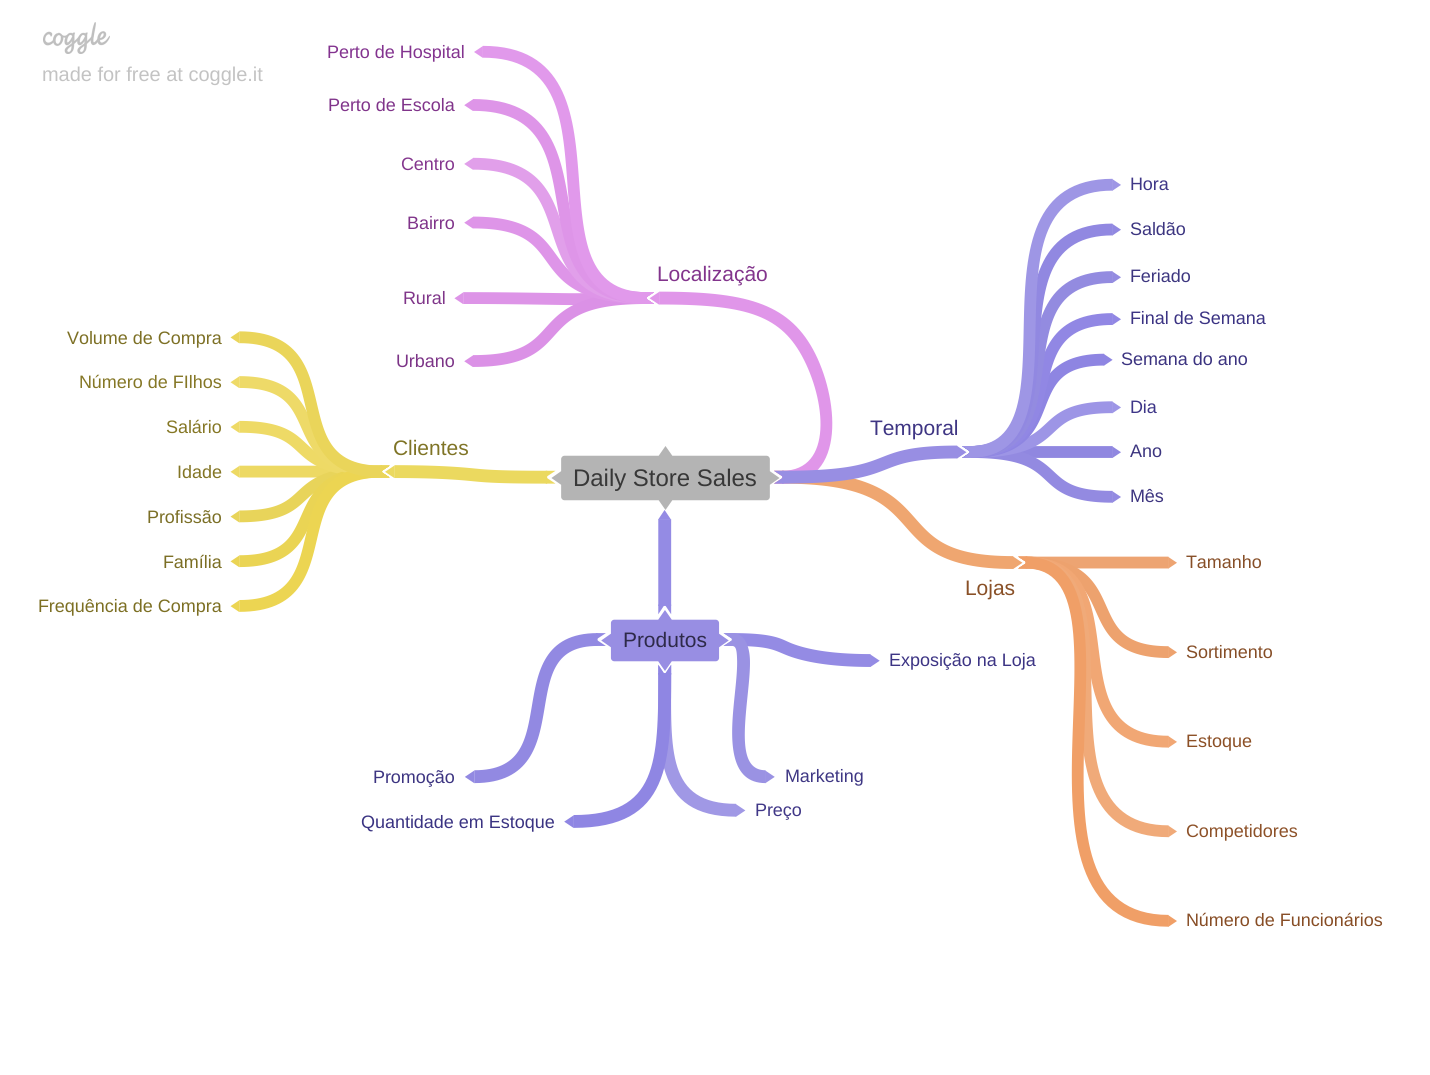 coggle
made for free at coggle.it
Perto de Hospital
Perto de Escola
Centro
Bairro
Rural
Urbano
Localização
Volume de Compra
Número de FIlhos
Salário
Idade
Profissão
Família
Frequência de Compra
Clientes
Daily Store Sales
Temporal
Hora
Saldão
Feriado
Final de Semana
Semana do ano
Dia
Ano
Mês
Lojas
Tamanho
Sortimento
Estoque
Competidores
Número de Funcionários
Produtos
Exposição na Loja
Promoção
Marketing
Preço
Quantidade em Estoque